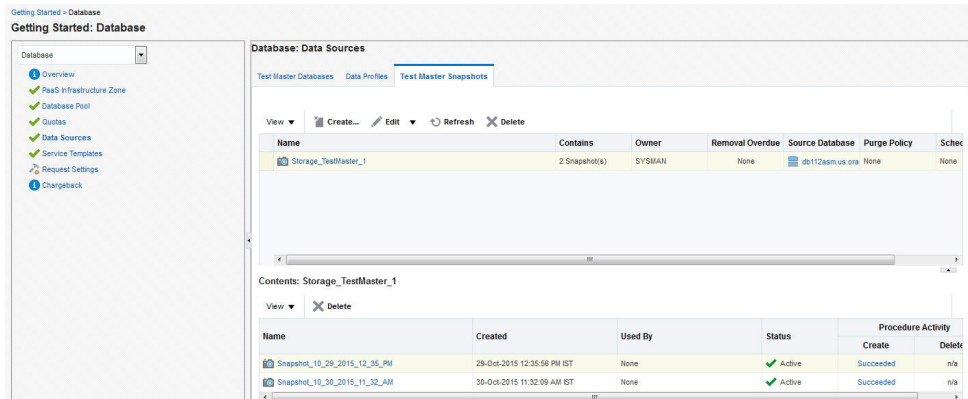 Getting Started > Database
Getting Started: Database
Database
Overview
PaaS Infrastructure Zone
Database Pool
Quotas
Data Sources
Service Templates
Request Settings
Chargeback
Database: Data Sources
Test Master Databases Data Profiles Test Master Snapshots
View Create... Edit Refresh Delete
Name Contains Owner Removal Overdue Source Database Purge Policy Sched
Storage_TestMaster_1 2 Snapshot(s) SYSMAN None db112asm.us.ora None None
Contents: Storage_TestMaster_1
View Delete
Name Created Used By Status Procedure Activity
Create Delete
Snapshot_10_29_2015_12_35_PM 29-Oct-2015 12:35:56 PM IST None Active Succeeded n/a
Snapshot_10_30_2015_11_32_AM 30-Oct-2015 11:32:09 AM IST None Active Succeeded n/a